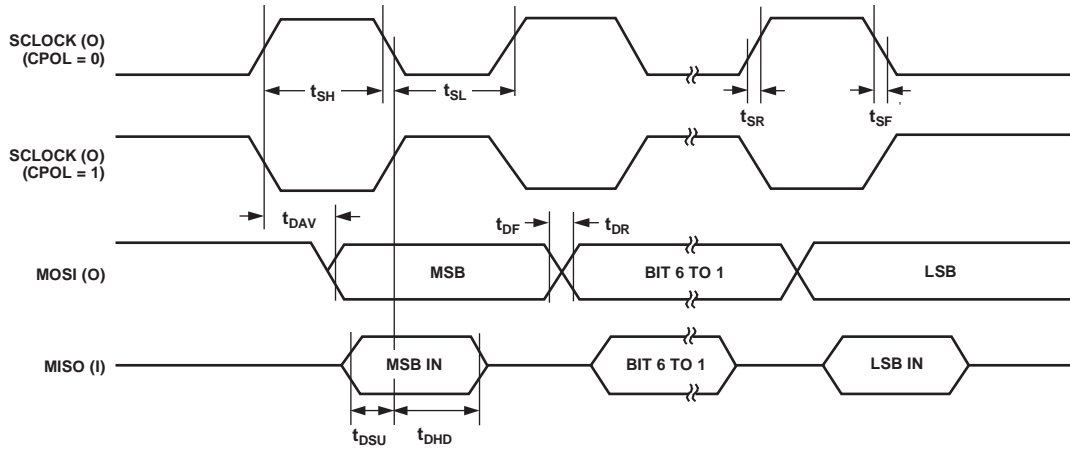 SCLOCK (O)
(CPOL = 0)
tSH
tSL
tSR
tSF
SCLOCK (O)
(CPOL = 1)
tDAV
tDF
tDR
MOSI (O)
MSB
BIT 6 TO 1
LSB
MISO (I)
MSB IN
BIT 6 TO 1
LSB IN
tDSU
tDHD